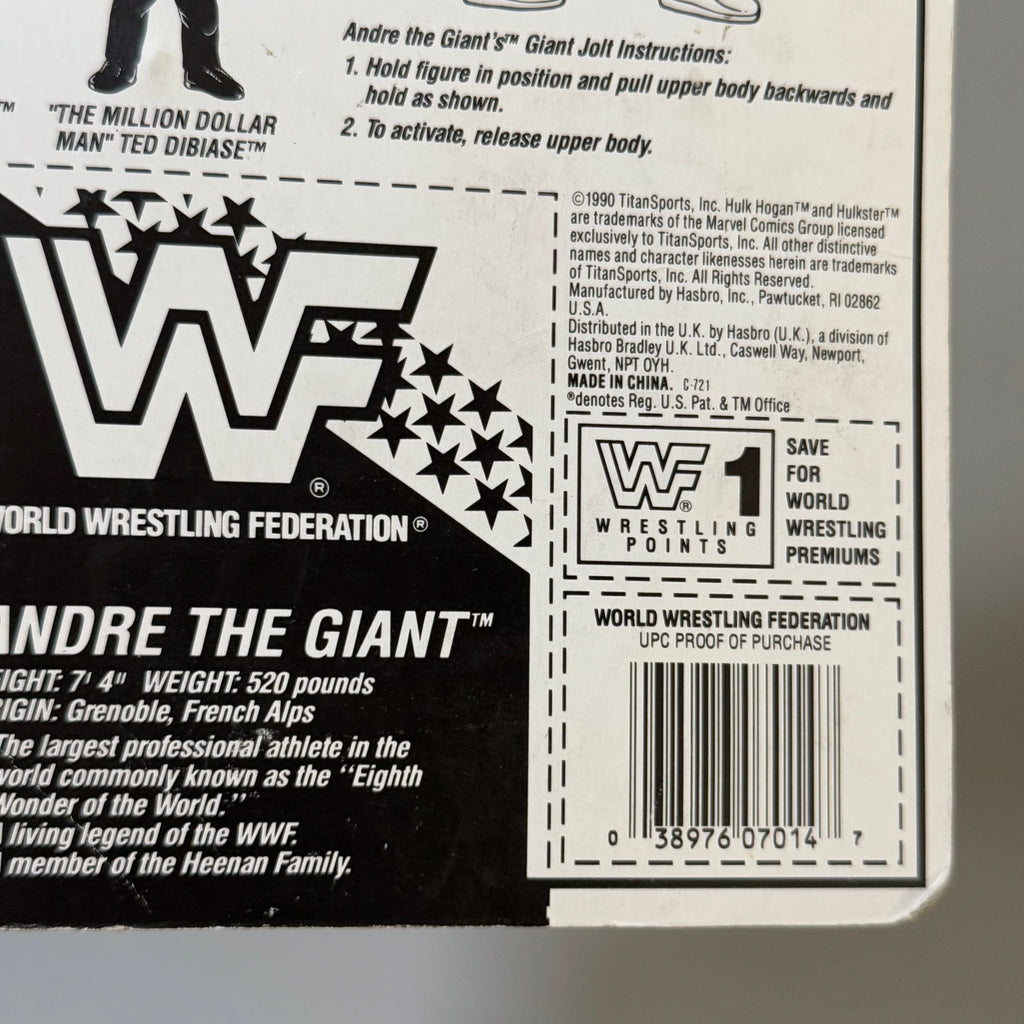 Andre the Giant's™ Giant Jolt Instructions:
1. Hold figure in position and pull upper body backwards and
hold as shown.
2. To activate, release upper body.
TM
"THE MILLION DOLLAR
MAN" TED DIBIASE™
©1990 TitanSports, Inc. Hulk Hogan™ and Hulkster™
are trademarks of the Marvel Comics Group licensed
exclusively to TitanSports, Inc. All other distinctive
names and character likenesses herein are trademarks
of TitanSports, Inc. All Rights Reserved.
Manufactured by Hasbro, Inc., Pawtucket, RI 02862
U.S.A.
Distributed in the U.K. by Hasbro (U.K.), a division of
Hasbro Bradley U.K. Ltd., Caswell Way, Newport,
Gwent, NPT OYH.
MADE IN CHINA. C-721
®denotes Reg. U.S. Pat. & TM Office
WF
®
ORLD WRESTLING FEDERATION®
ANDRE THE GIANT™
IGHT: 7' 4" WEIGHT: 520 pounds
IGIN: Grenoble, French Alps
The largest professional athlete in the
world commonly known as the “Eighth
Wonder of the World.”
living legend of the WWF.
member of the Heenan Family.
WF® 1
WRESTLING
POINTS
SAVE
FOR
WORLD
WRESTLING
PREMIUMS
WORLD WRESTLING FEDERATION
UPC PROOF OF PURCHASE
0 38976 07014 7